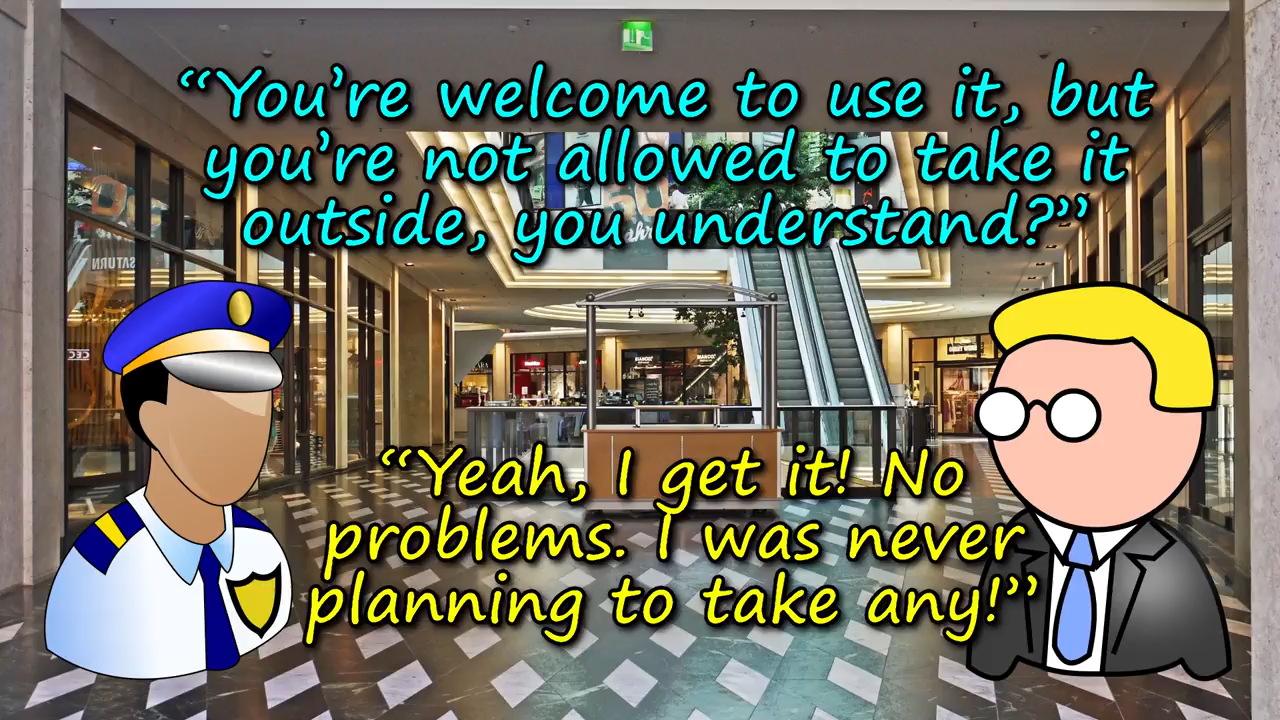 “You’re welcome to use it, but
you’re not allowed to take it
outside, you understand?”
“Yeah, I get it! No
problems. I was never
planning to take any!”
SATURN